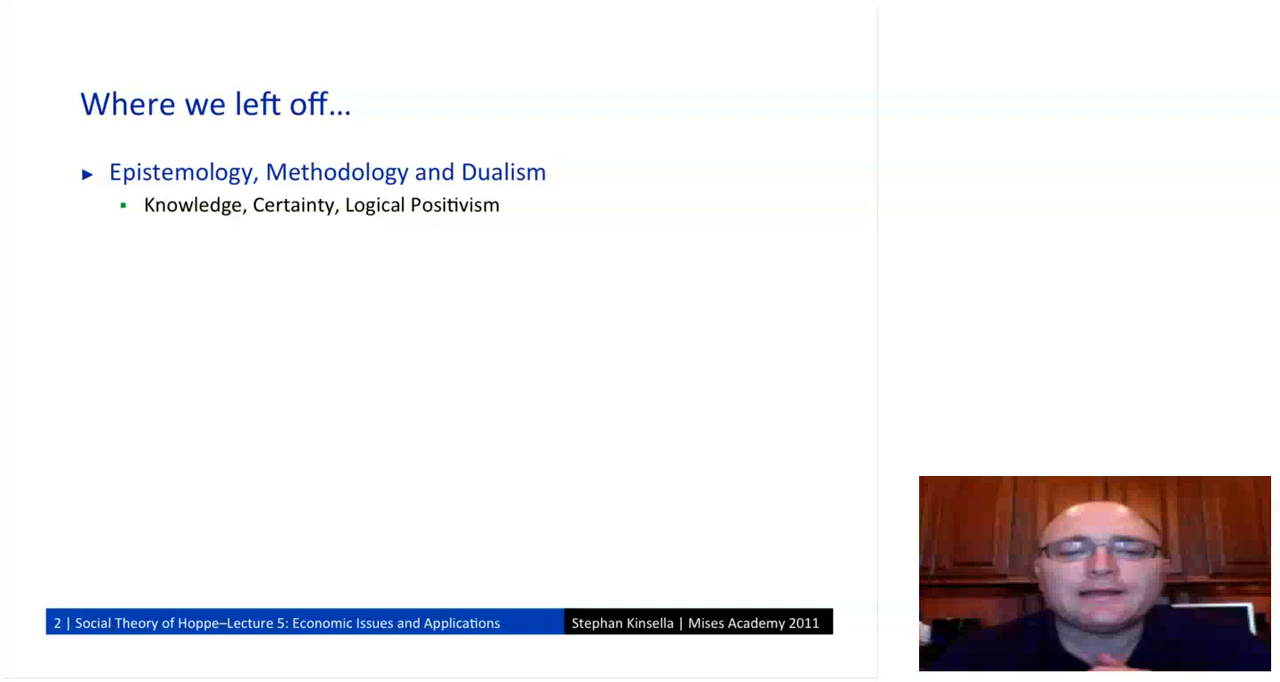 Where we left off...
► Epistemology, Methodology and Dualism
▪ Knowledge, Certainty, Logical Positivism
2 | Social Theory of Hoppe–Lecture 5: Economic Issues and Applications
Stephan Kinsella | Mises Academy 2011